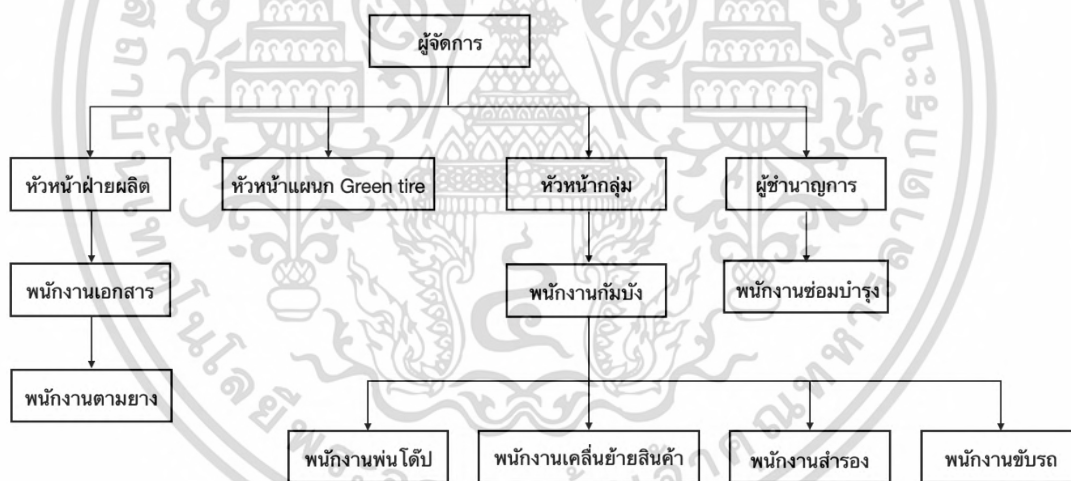 ผู้จัดการ
หัวหน้าฝ่ายผลิต
หัวหน้าแผนก Green tire
หัวหน้ากลุ่ม
ผู้ชำนาญการ
พนักงานเอกสาร
พนักงานกัมบัง
พนักงานซ่อมบำรุง
พนักงานตามยาง
พนักงานพ่นโด๊ป
พนักงานเคลื่นย้ายสินค้า
พนักงานสำรอง
พนักงานขับรถ